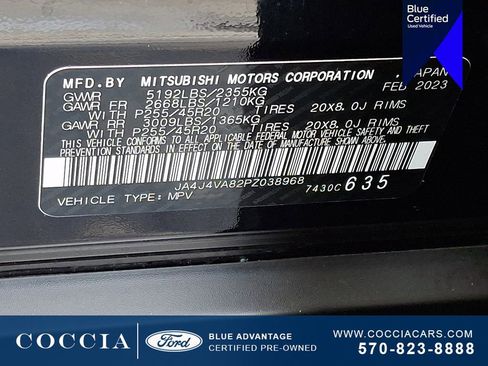 Blue
Certified
Used Vehicle
MFD.BY MITSUBISHI MOTORS CORPORATION , JAPAN
GVWR 5192LBS/2355KG FEB 2023
GAWR FR 2668LBS/1210KG
WITH P255/45R20 TIRES 20X8.0J RIMS
GAWR RR 3009LBS/1365KG
WITH P255/45R20 TIRES 20X8.0J RIMS
THIS VEHICLE CONFORMS TO ALL APPLICABLE FEDERAL MOTOR VEHICLE SAFETY, BUMPER, AND THEFT
PREVENTION STANDARDS IN EFFECT ON THE DATE OF MANUFACTURE SHOWN ABOVE.
JA4J4VA82PZ038968
VEHICLE TYPE: MPV 7430C 635
COCCIA
Ford
BLUE ADVANTAGE
CERTIFIED PRE-OWNED
WWW.COCCIACARS.COM
570-823-8888